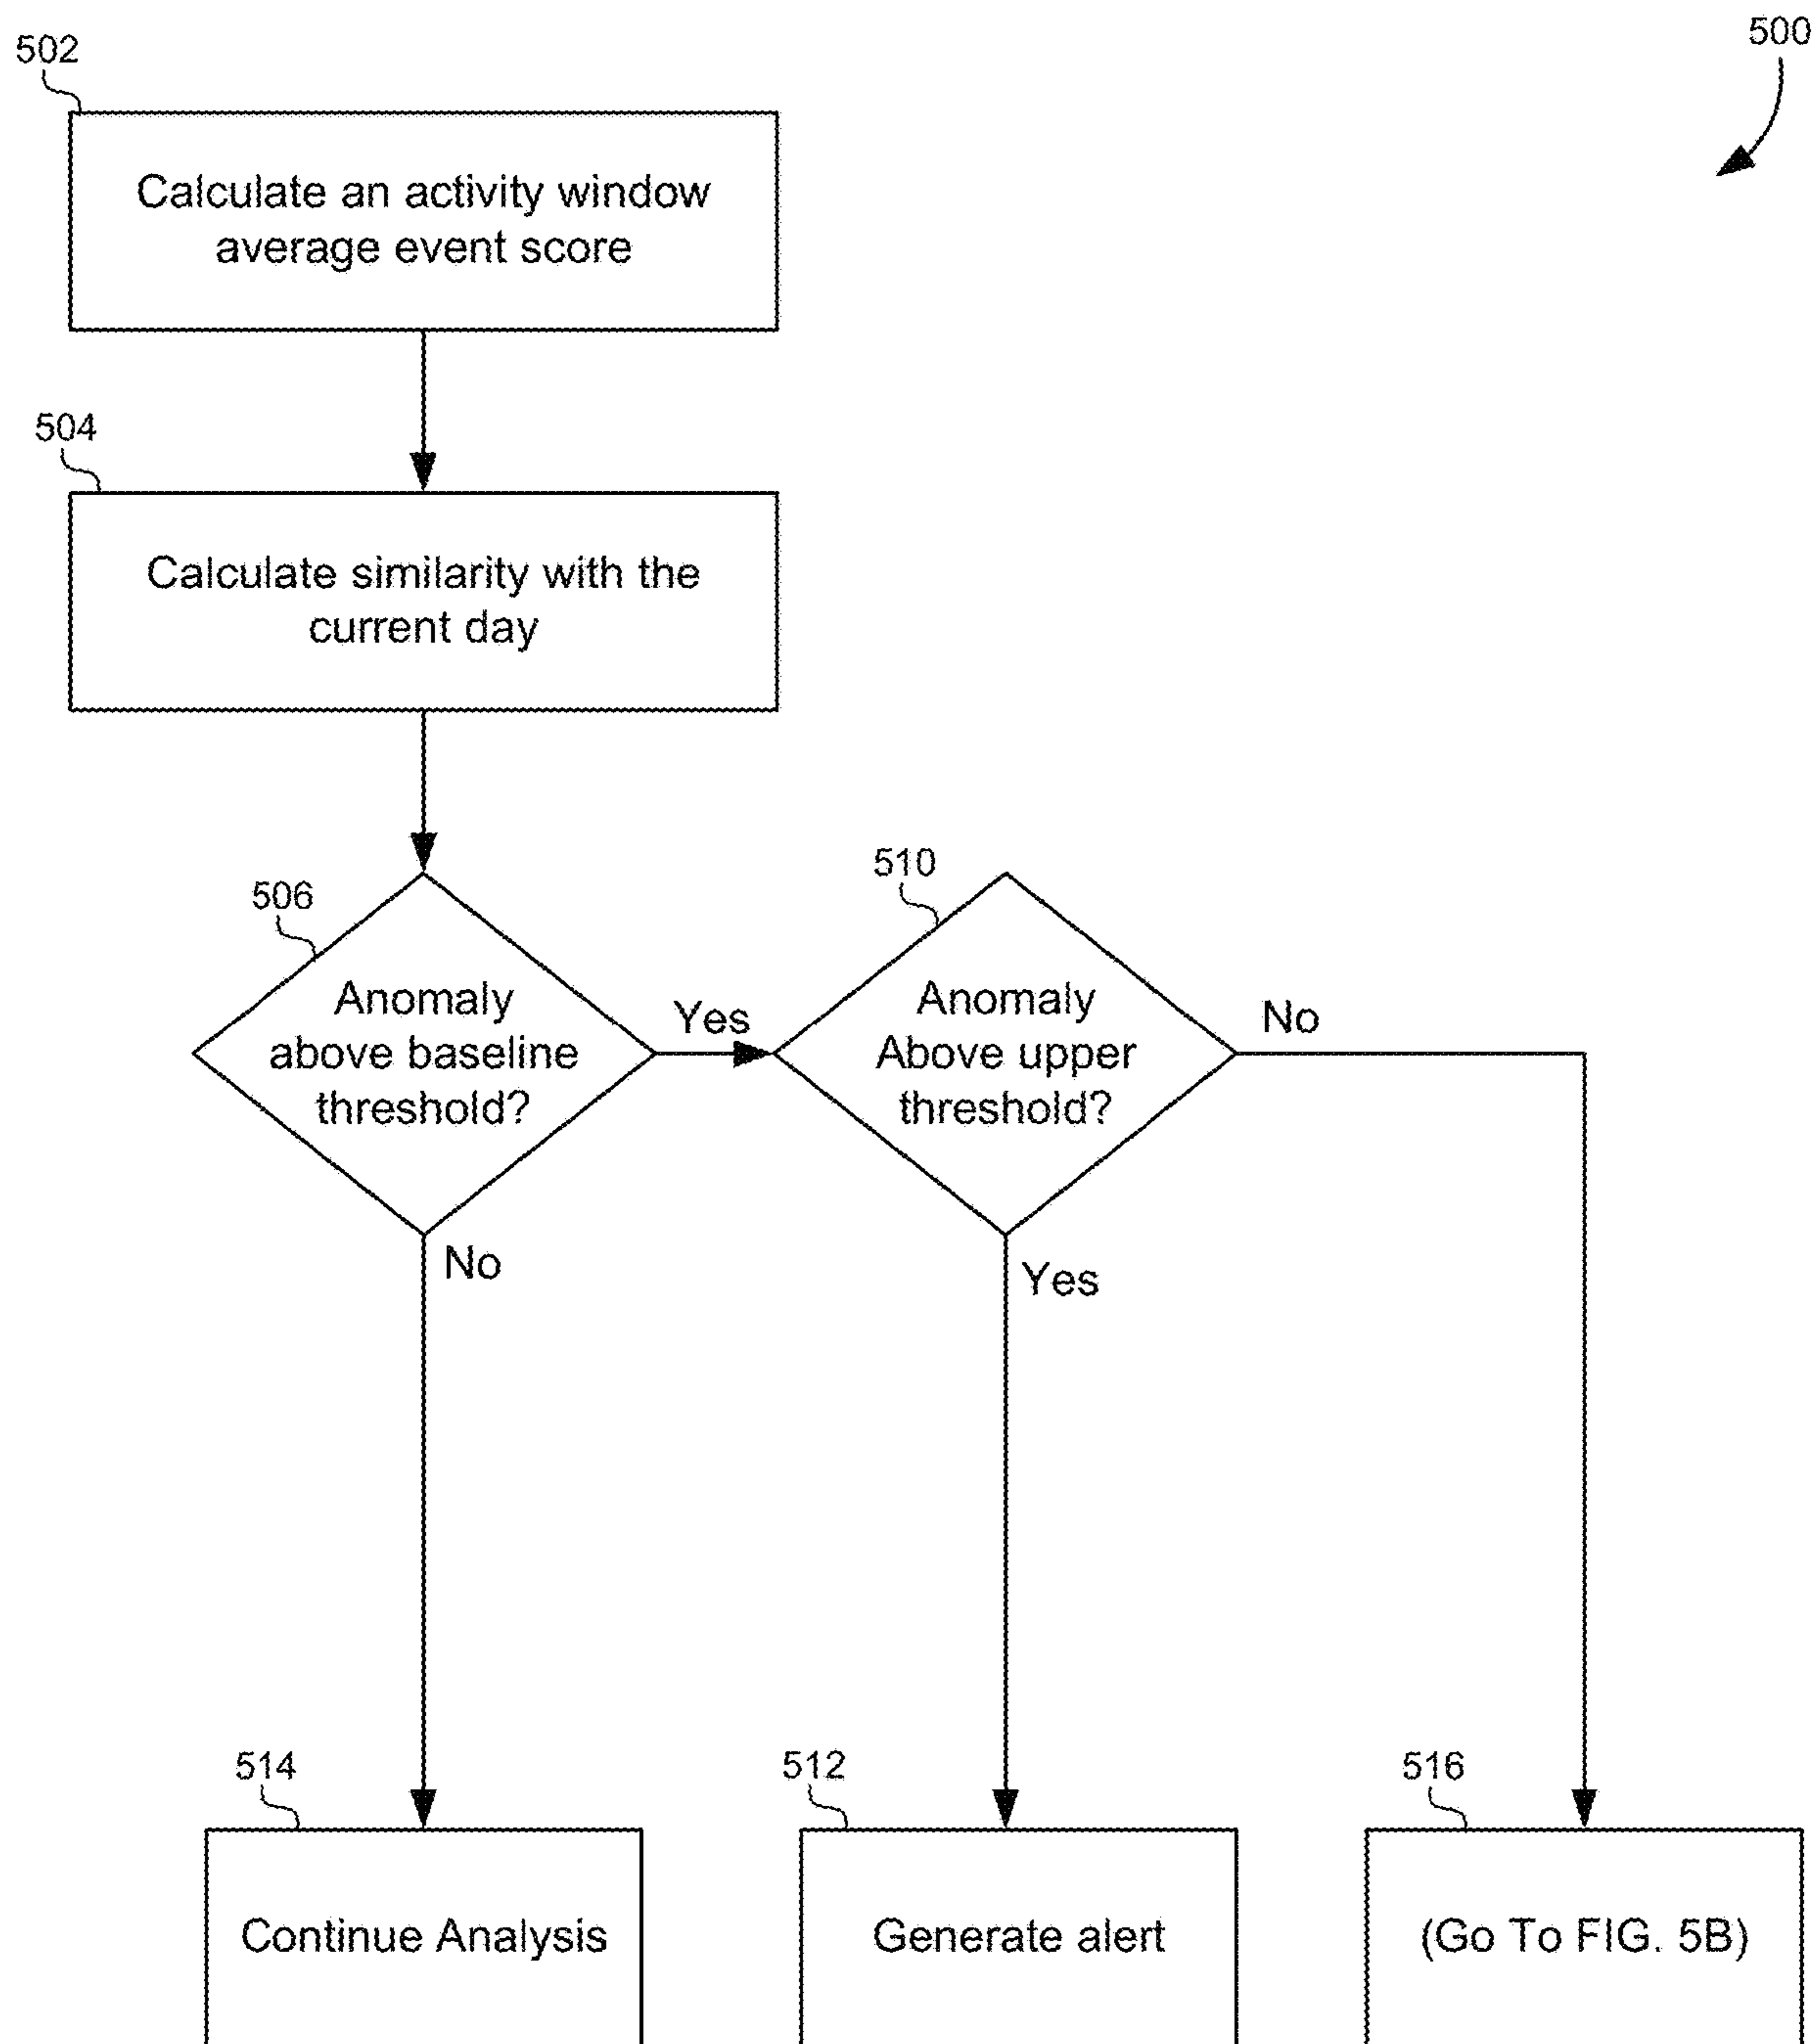 500
502
Calculate an activity window
average event score
504
Calculate similarity with the
current day
506
Anomaly
above baseline
threshold?
Yes
No
510
Anomaly
Above upper
threshold?
No
Yes
514
Continue Analysis
512
Generate alert
516
(Go To FIG. 5B)